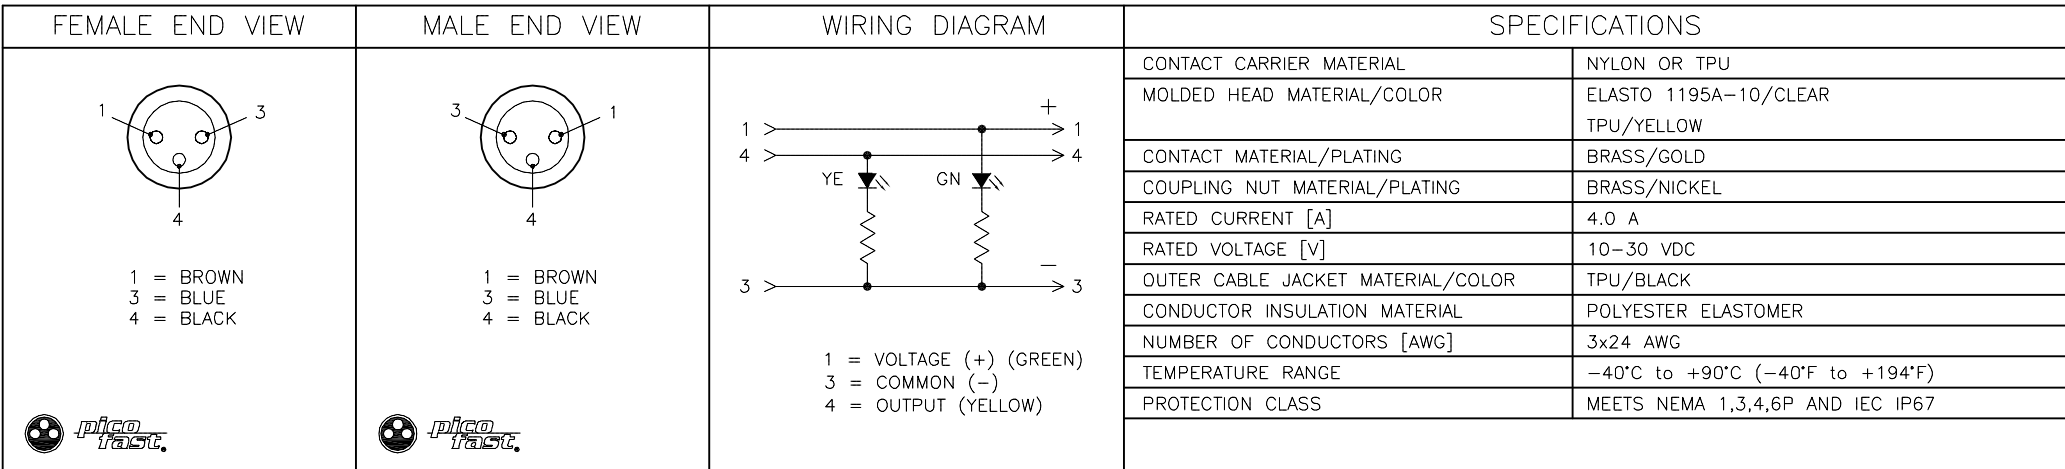 FEMALE END VIEW
1
3
4
1 = BROWN
3 = BLUE
4 = BLACK
pico
fast.
MALE END VIEW
3
1
4
1 = BROWN
3 = BLUE
4 = BLACK
pico
fast.
WIRING DIAGRAM
+
1 1
4 4
YE GN
−
3 3
1 = VOLTAGE (+) (GREEN)
3 = COMMON (−)
4 = OUTPUT (YELLOW)
SPECIFICATIONS
CONTACT CARRIER MATERIAL NYLON OR TPU
MOLDED HEAD MATERIAL/COLOR ELASTO 1195A−10/CLEAR
TPU/YELLOW
CONTACT MATERIAL/PLATING BRASS/GOLD
COUPLING NUT MATERIAL/PLATING BRASS/NICKEL
RATED CURRENT [A] 4.0 A
RATED VOLTAGE [V] 10−30 VDC
OUTER CABLE JACKET MATERIAL/COLOR TPU/BLACK
CONDUCTOR INSULATION MATERIAL POLYESTER ELASTOMER
NUMBER OF CONDUCTORS [AWG] 3x24 AWG
TEMPERATURE RANGE −40°C to +90°C (−40°F to +194°F)
PROTECTION CLASS MEETS NEMA 1,3,4,6P AND IEC IP67